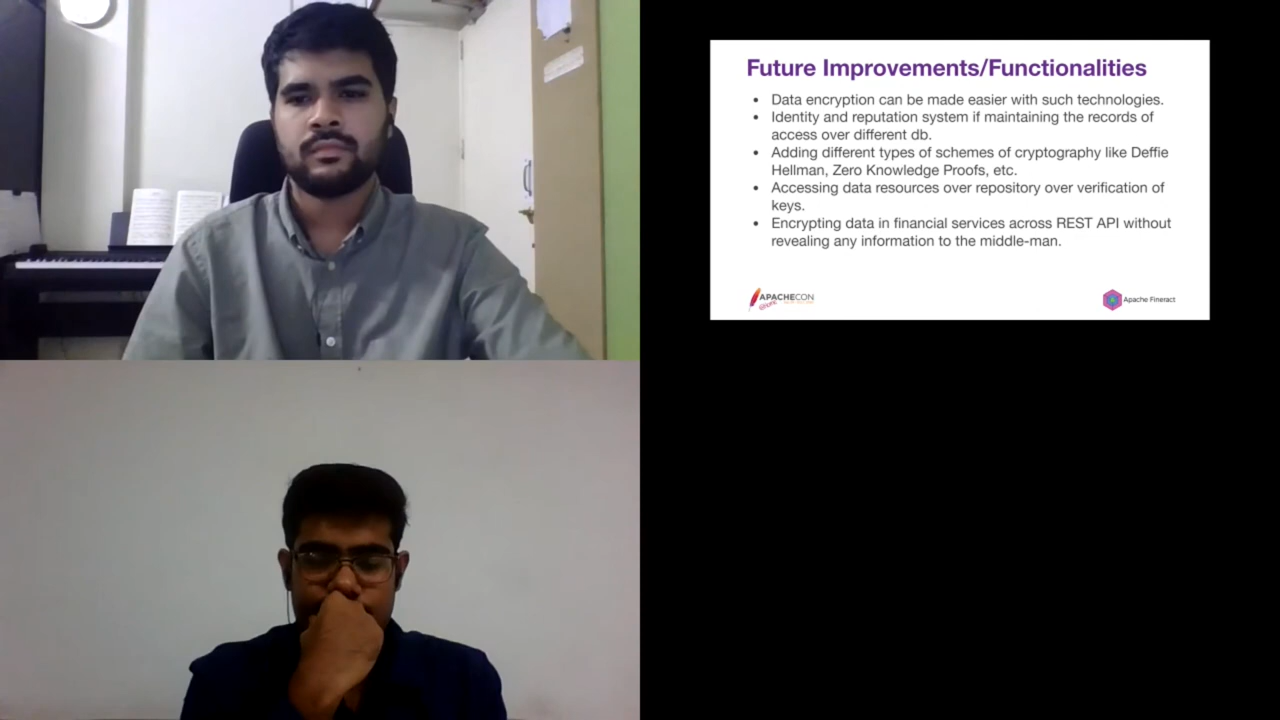 Future Improvements/Functionalities
• Data encryption can be made easier with such technologies.
• Identity and reputation system if maintaining the records of
access over different db.
• Adding different types of schemes of cryptography like Deffie
Hellman, Zero Knowledge Proofs, etc.
• Accessing data resources over repository over verification of
keys.
• Encrypting data in financial services across REST API without
revealing any information to the middle-man.
APACHECON
@Home
Apache Fineract